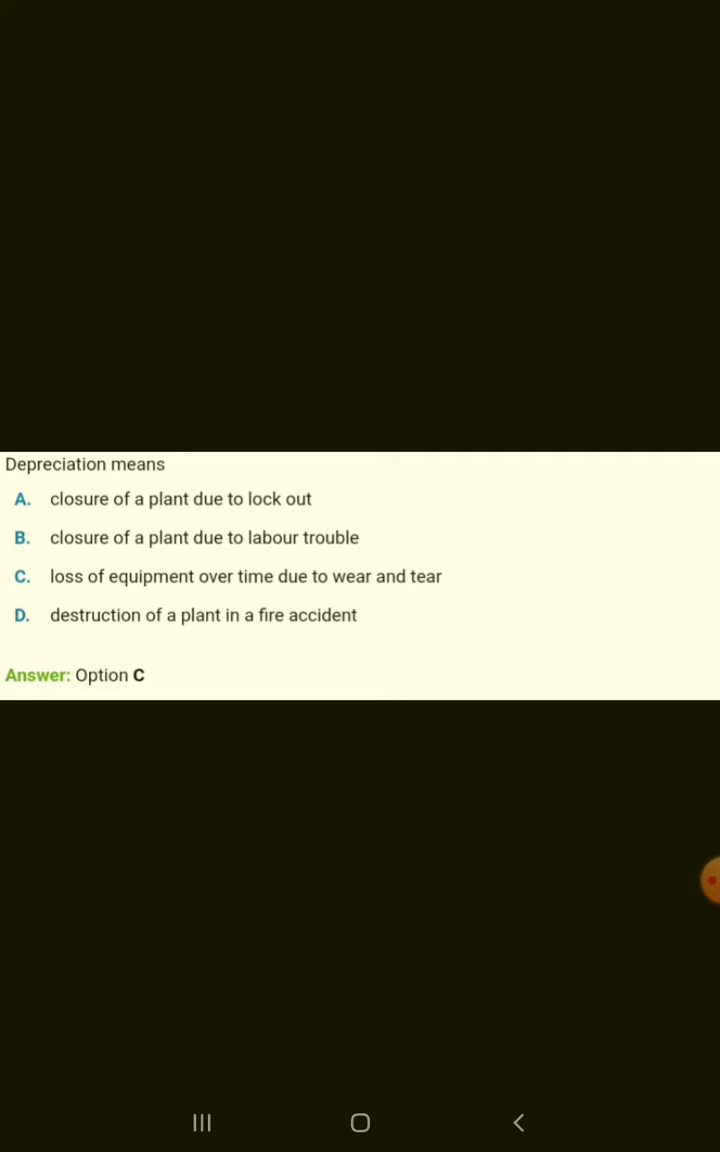 Depreciation means
A. closure of a plant due to lock out
B. closure of a plant due to labour trouble
C. loss of equipment over time due to wear and tear
D. destruction of a plant in a fire accident
Answer: Option C